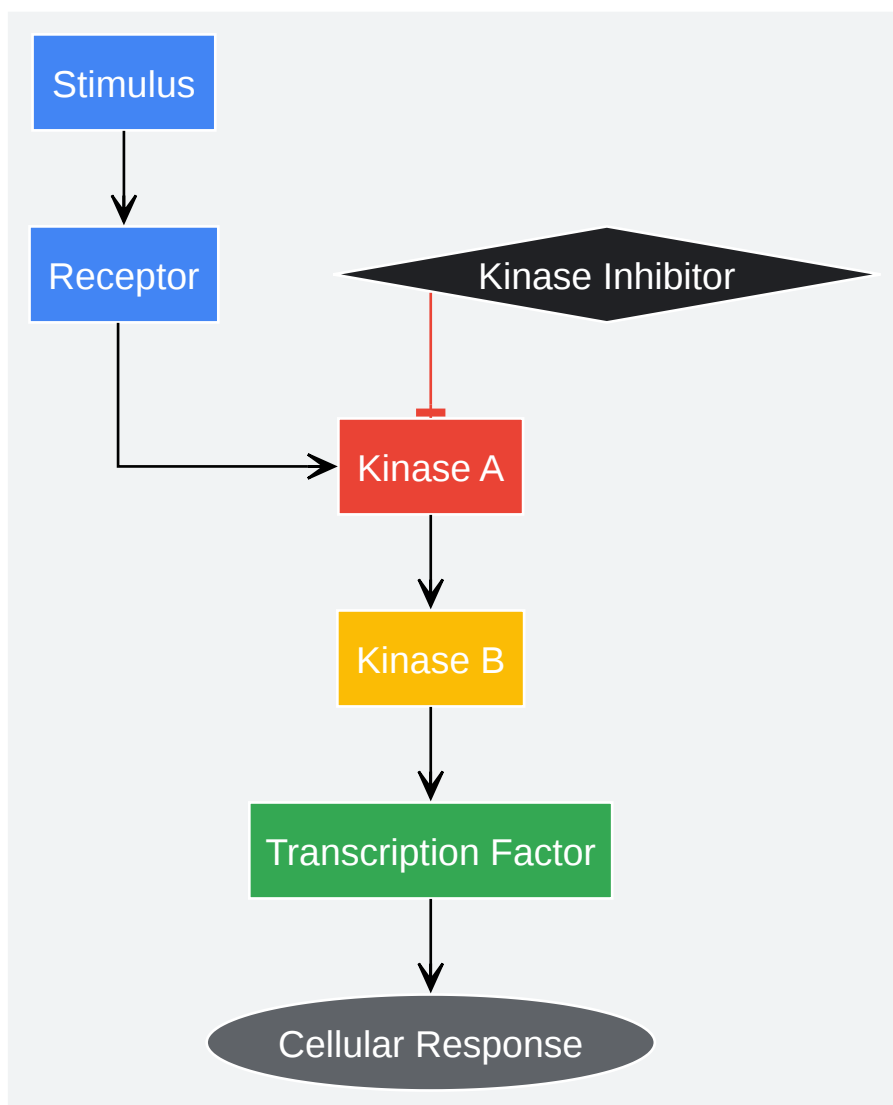 Stimulus
Receptor
Kinase Inhibitor
Kinase A
Kinase B
Transcription Factor
Cellular Response